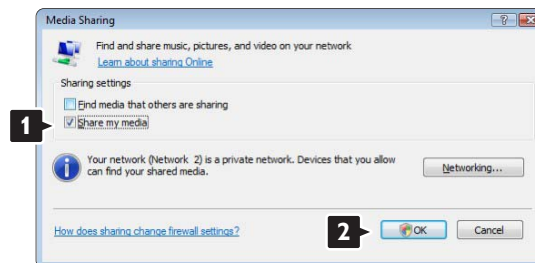 Media Sharing
Find and share music, pictures, and video on your network
Learn about sharing Online
Sharing settings
Find media that others are sharing
1
Share my media
Your network (Network 2) is a private network. Devices that you allow
can find your shared media.
Networking...
How does sharing change firewall settings?
2
OK
Cancel